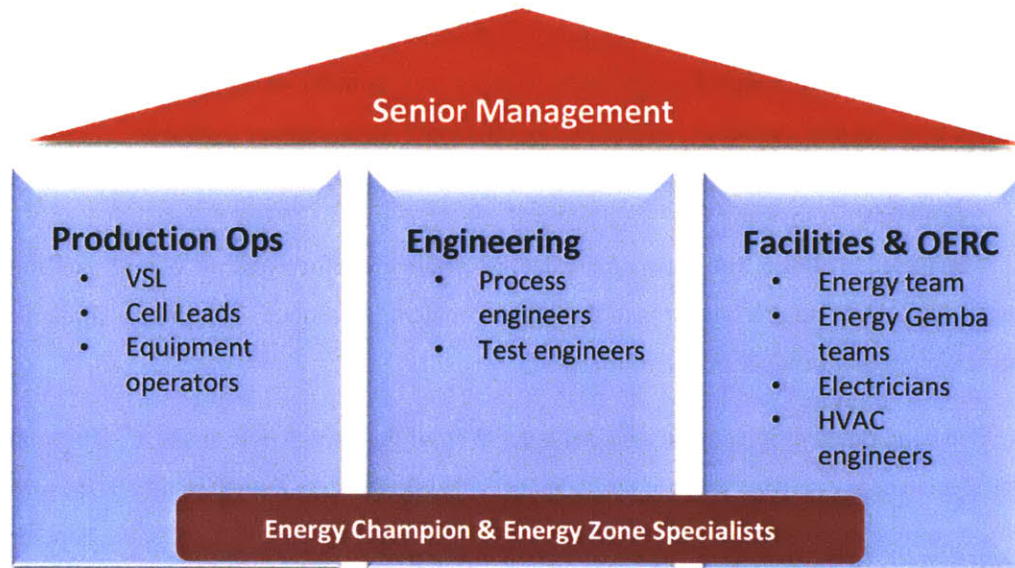 Senior Management
Production Ops
• VSL
• Cell Leads
• Equipment
operators
Engineering
• Process
engineers
• Test engineers
Facilities & OERC
• Energy team
• Energy Gemba
teams
• Electricians
• HVAC
engineers
Energy Champion & Energy Zone Specialists